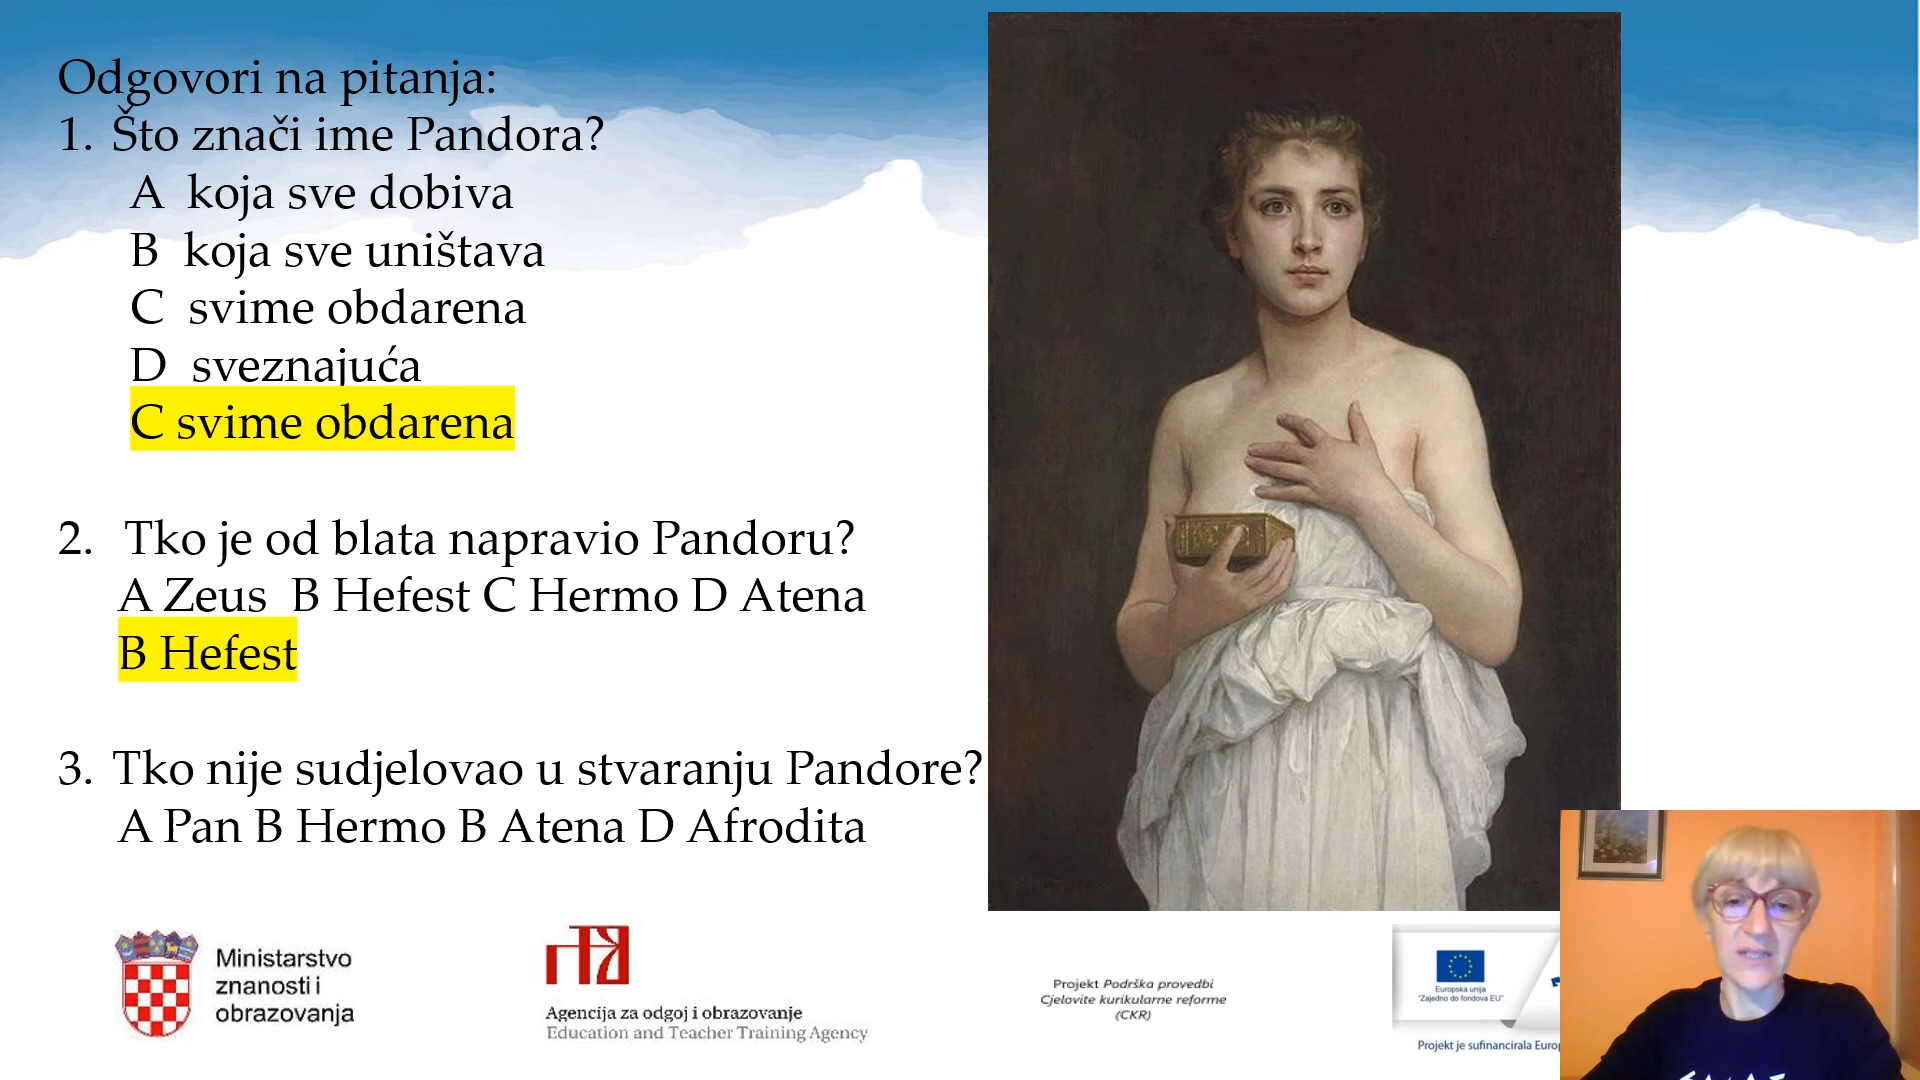 Odgovori na pitanja:
1. Što znači ime Pandora?
A koja sve dobiva
B koja sve uništava
C svime obdarena
D sveznajuća
C svime obdarena
2. Tko je od blata napravio Pandoru?
A Zeus B Hefest C Hermo D Atena
B Hefest
3. Tko nije sudjelovao u stvaranju Pandore?
A Pan B Hermo B Atena D Afrodita
Ministarstvo
znanosti i
obrazovanja
Agencija za odgoj i obrazovanje
Education and Teacher Training Agency
Projekt Podrška provedbi
Cjelovite kurikularne reforme
(CKR)
Europska unija
"Zajedno do fondova EU"
Projekt je sufinancirala